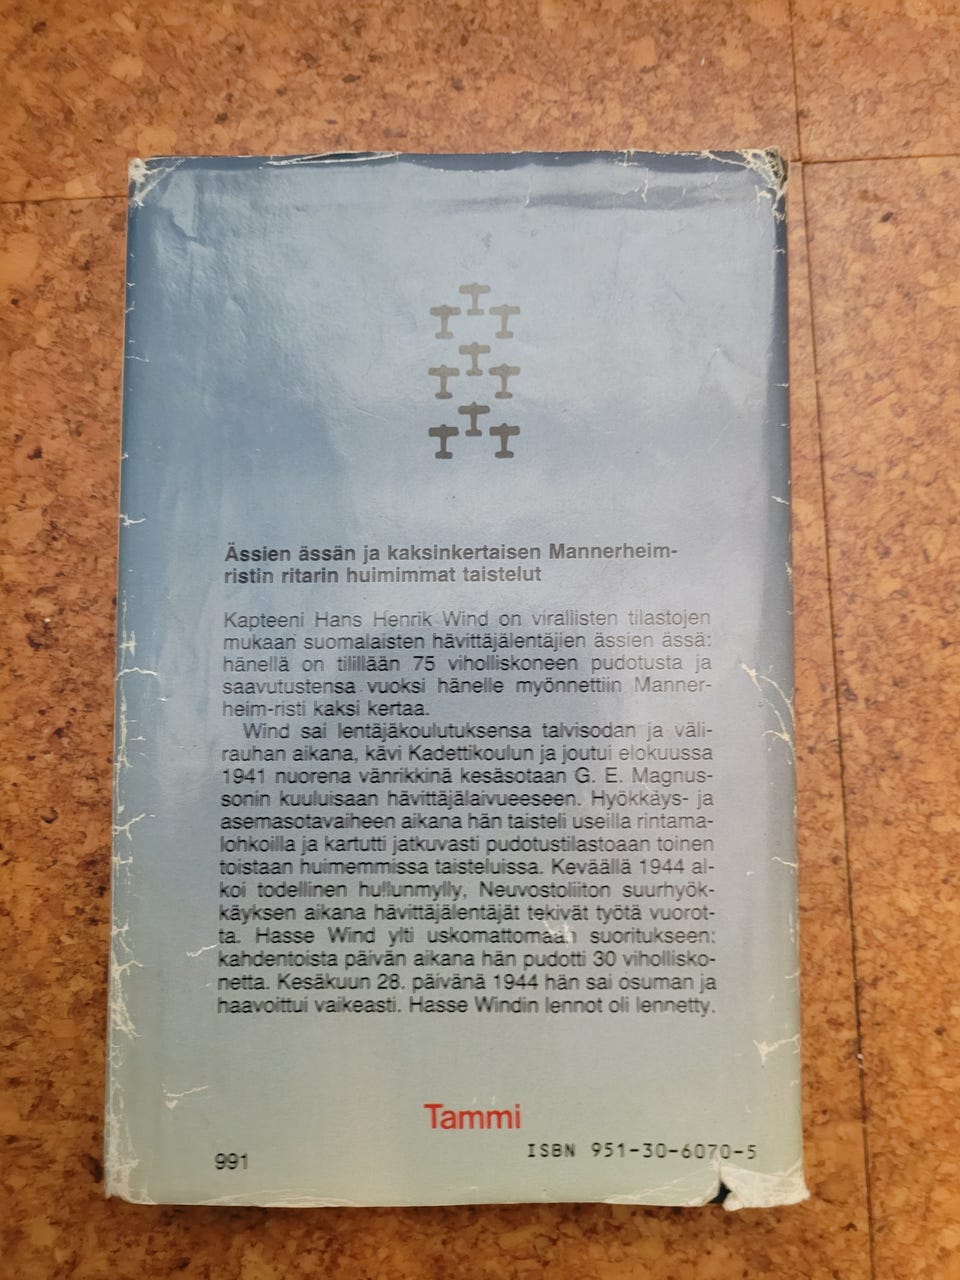 Ässien ässän ja kaksinkertaisen Mannerheim-
ristin ritarin huimimmat taistelut
Kapteeni Hans Henrik Wind on virallisten tilastojen
mukaan suomalaisten hävittäjälentäjien ässien ässä:
hänellä on tilillään 75 viholliskoneen pudotusta ja
saavutustensa vuoksi hänelle myönnettiin Manner-
heim-risti kaksi kertaa.
Wind sai lentäjäkoulutuksensa talvisodan ja väli-
rauhan aikana, kävi Kadettikoulun ja joutui elokuussa
1941 nuorena vänrikkinä kesäsotaan G. E. Magnus-
sonin kuuluisaan hävittäjälaivueeseen. Hyökkäys- ja
asemasotavaiheen aikana hän taisteli useilla rintama-
lohkoilla ja kartutti jatkuvasti pudotustilastoaan toinen
toistaan huimemmissa taisteluissa. Keväällä 1944 al-
koi todellinen hullunmylly, Neuvostoliiton suurhyök-
käyksen aikana hävittäjälentäjät tekivät työtä vuorot-
ta. Hasse Wind ylti uskomattomaan suoritukseen:
kahdentoista päivän aikana hän pudotti 30 vihollisko-
netta. Kesäkuun 28. päivänä 1944 hän sai osuman ja
haavoittui vaikeasti. Hasse Windin lennot oli lennetty.
Tammi
991
ISBN 951-30-6070-5